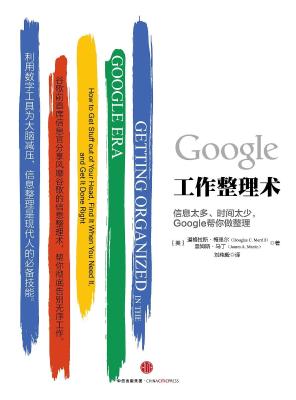 利用数字工具为大脑减压，信息整理是现代人的必备技能。
谷歌前首席信息官分享风靡谷歌的信息整理术，帮你彻底告别无序工作。
How to Get Stuff out of Your Head, Find It When You Need It,
and Get It Done Right
GETTING ORGANIZED IN THE
GOOGLE ERA
Google
工作整理术
信息太多、时间太少，
Google帮你做整理
[美] 道格拉斯·梅里尔 (Douglas C. Merrill)
詹姆斯·马丁 (James A. Martin)
著
刘纯毅 译
中信出版集团·CHINACITICPRESS